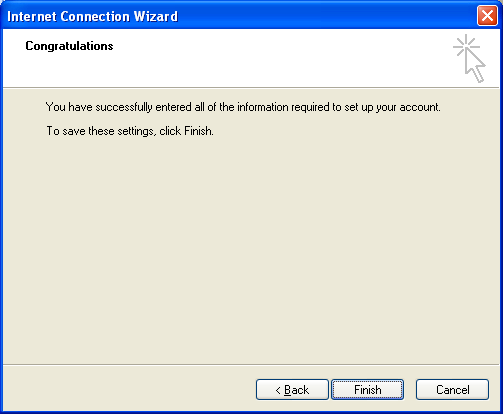 Internet Connection Wizard
Congratulations
You have successfully entered all of the information required to set up your account.
To save these settings, click Finish.
< Back Finish Cancel